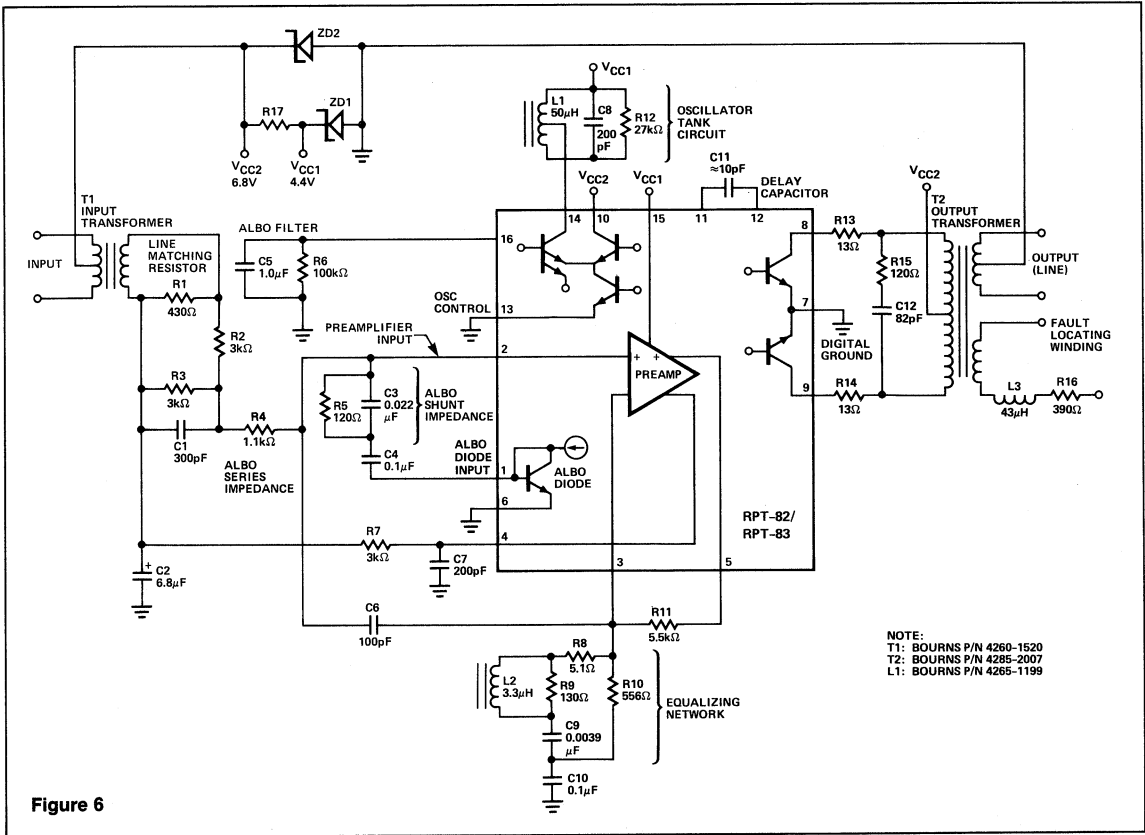 ZD2
R17
ZD1
VCC2
6.8V
VCC1
4.4V
T1
INPUT
TRANSFORMER
INPUT
LINE
MATCHING
RESISTOR
R1
430Ω
R2
3kΩ
R3
3kΩ
C1
300pF
R4
1.1kΩ
ALBO
SERIES
IMPEDANCE
C2
+
6.8μF
ALBO FILTER
C5
1.0μF
R6
100kΩ
OSC
CONTROL
PREAMPLIFIER
INPUT
R5
120Ω
C3
0.022
μF
ALBO
SHUNT
IMPEDANCE
C4
0.1μF
ALBO
DIODE
INPUT
ALBO
DIODE
R7
3kΩ
C7
200pF
C6
100pF
VCC1
L1
50μH
C8
200
pF
R12
27kΩ
OSCILLATOR
TANK
CIRCUIT
VCC2
VCC1
C11
≈10pF
DELAY
CAPACITOR
14
10
15
11
12
16
13
2
1
6
4
3
5
8
7
9
+
+
PREAMP
RPT-82/
RPT-83
DIGITAL
GROUND
R13
13Ω
R14
13Ω
R15
120Ω
C12
82pF
VCC2
T2
OUTPUT
TRANSFORMER
OUTPUT
(LINE)
FAULT
LOCATING
WINDING
L3
43μH
R16
390Ω
R11
5.5kΩ
R8
5.1Ω
L2
3.3μH
R9
130Ω
R10
556Ω
C9
0.0039
μF
EQUALIZING
NETWORK
C10
0.1μF
NOTE:
T1: BOURNS P/N 4260-1520
T2: BOURNS P/N 4285-2007
L1: BOURNS P/N 4265-1199
Figure 6